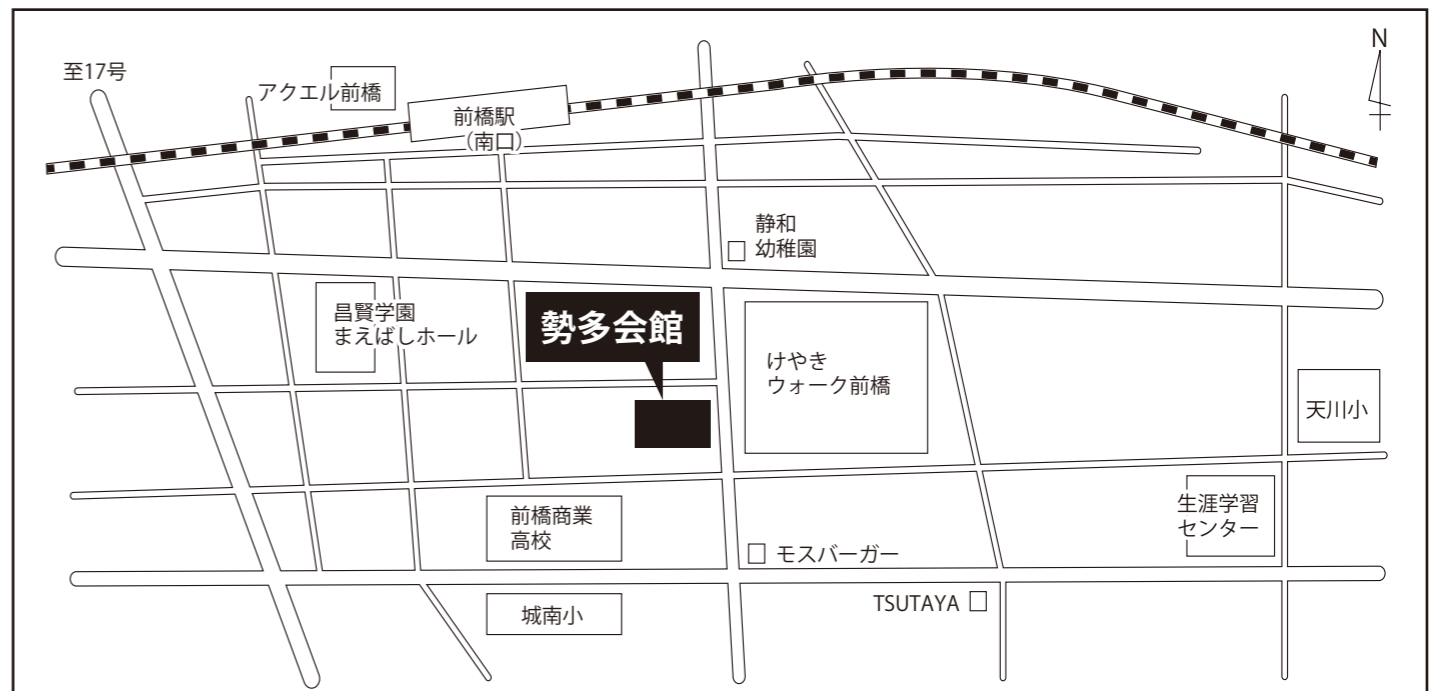 N
至17号
アクエル前橋
前橋駅
(南口)
静和
幼稚園
昌賢学園
まえばしホール
勢多会館
けやき
ウォーク前橋
天川小
前橋商業
高校
生涯学習
センター
モスバーガー
城南小
TSUTAYA